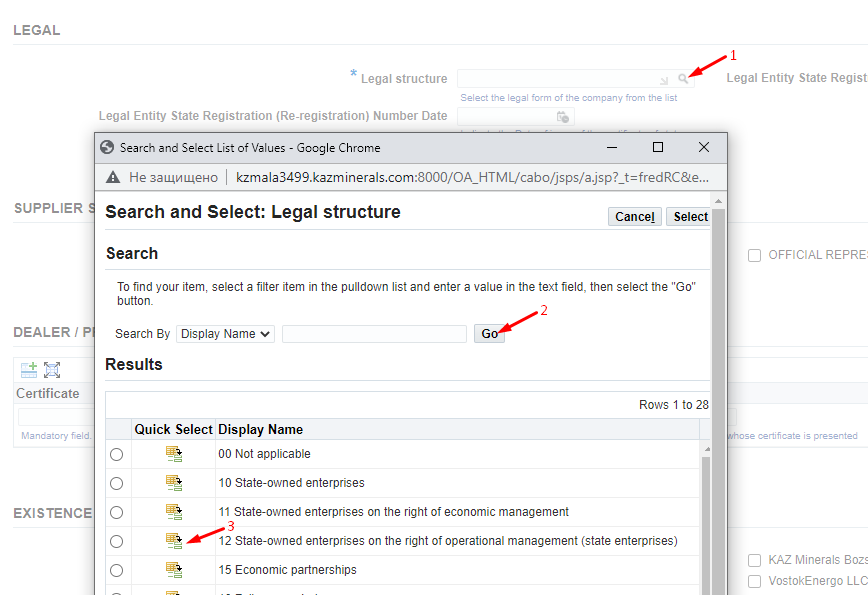 LEGAL
1
* Legal structure
Legal Entity State Regist
Select the legal form of the company from the list
Legal Entity State Registration (Re-registration) Number Date
Search and Select List of Values - Google Chrome
Не защищено | kzmala3499.kazminerals.com:8000/OA_HTML/cabo/jsps/a.jsp?_t=fredRC&e...
SUPPLIER S
Search and Select: Legal structure
Cancel Select
Search
OFFICIAL REPRE
To find your item, select a filter item in the pulldown list and enter a value in the text field, then select the "Go"
button.
2
DEALER / P
Search By Display Name Go
Results
Certificate
Rows 1 to 28
Quick Select Display Name
Mandatory field.
whose certificate is presented
00 Not applicable
10 State-owned enterprises
EXISTENCE
11 State-owned enterprises on the right of economic management
3
12 State-owned enterprises on the right of operational management (state enterprises)
KAZ Minerals Bozs
15 Economic partnerships
VostokEnergo LLC